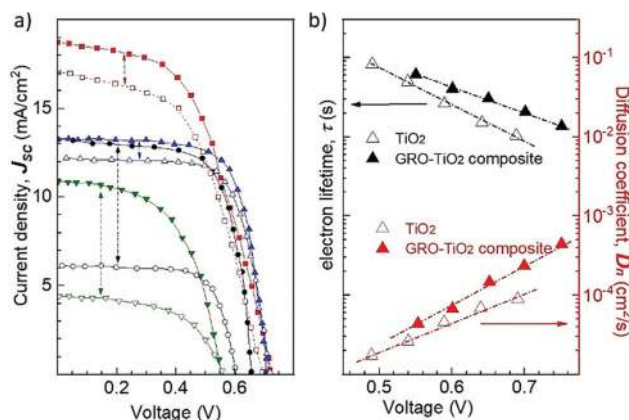 a)
Current density, Jsc (mA/cm²)
15
10
5
0.2
0.4
0.6
Voltage (V)
b)
electron lifetime, τ (s)
TiO2
GRO-TiO2 composite
TiO2
GRO-TiO2 composite
10⁻¹
10⁻²
10⁻³
10⁻⁴
Diffusion coefficient, Dn (cm²/s)
0.5
0.6
0.7
Voltage (V)